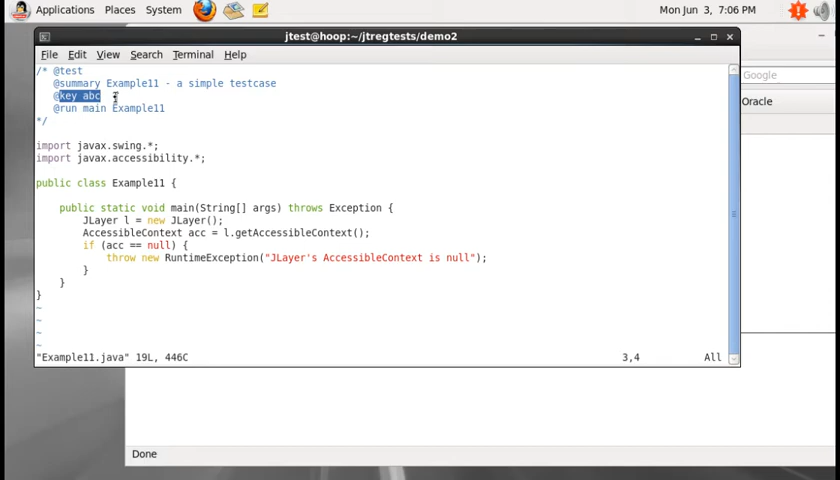 Applications Places System Mon Jun 3, 7:06 PM
jtest@hoop:~/jtregtests/demo2
File Edit View Search Terminal Help
Google
Oracle
/* @test
@summary Example11 - a simple testcase
@key abc
@run main Example11
*/
import javax.swing.*;
import javax.accessibility.*;
public class Example11 {
public static void main(String[] args) throws Exception {
JLayer l = new JLayer();
AccessibleContext acc = l.getAccessibleContext();
if (acc == null) {
throw new RuntimeException("JLayer's AccessibleContext is null");
}
}
}
~
~
~
~
"Example11.java" 19L, 446C 3,4 All
Done